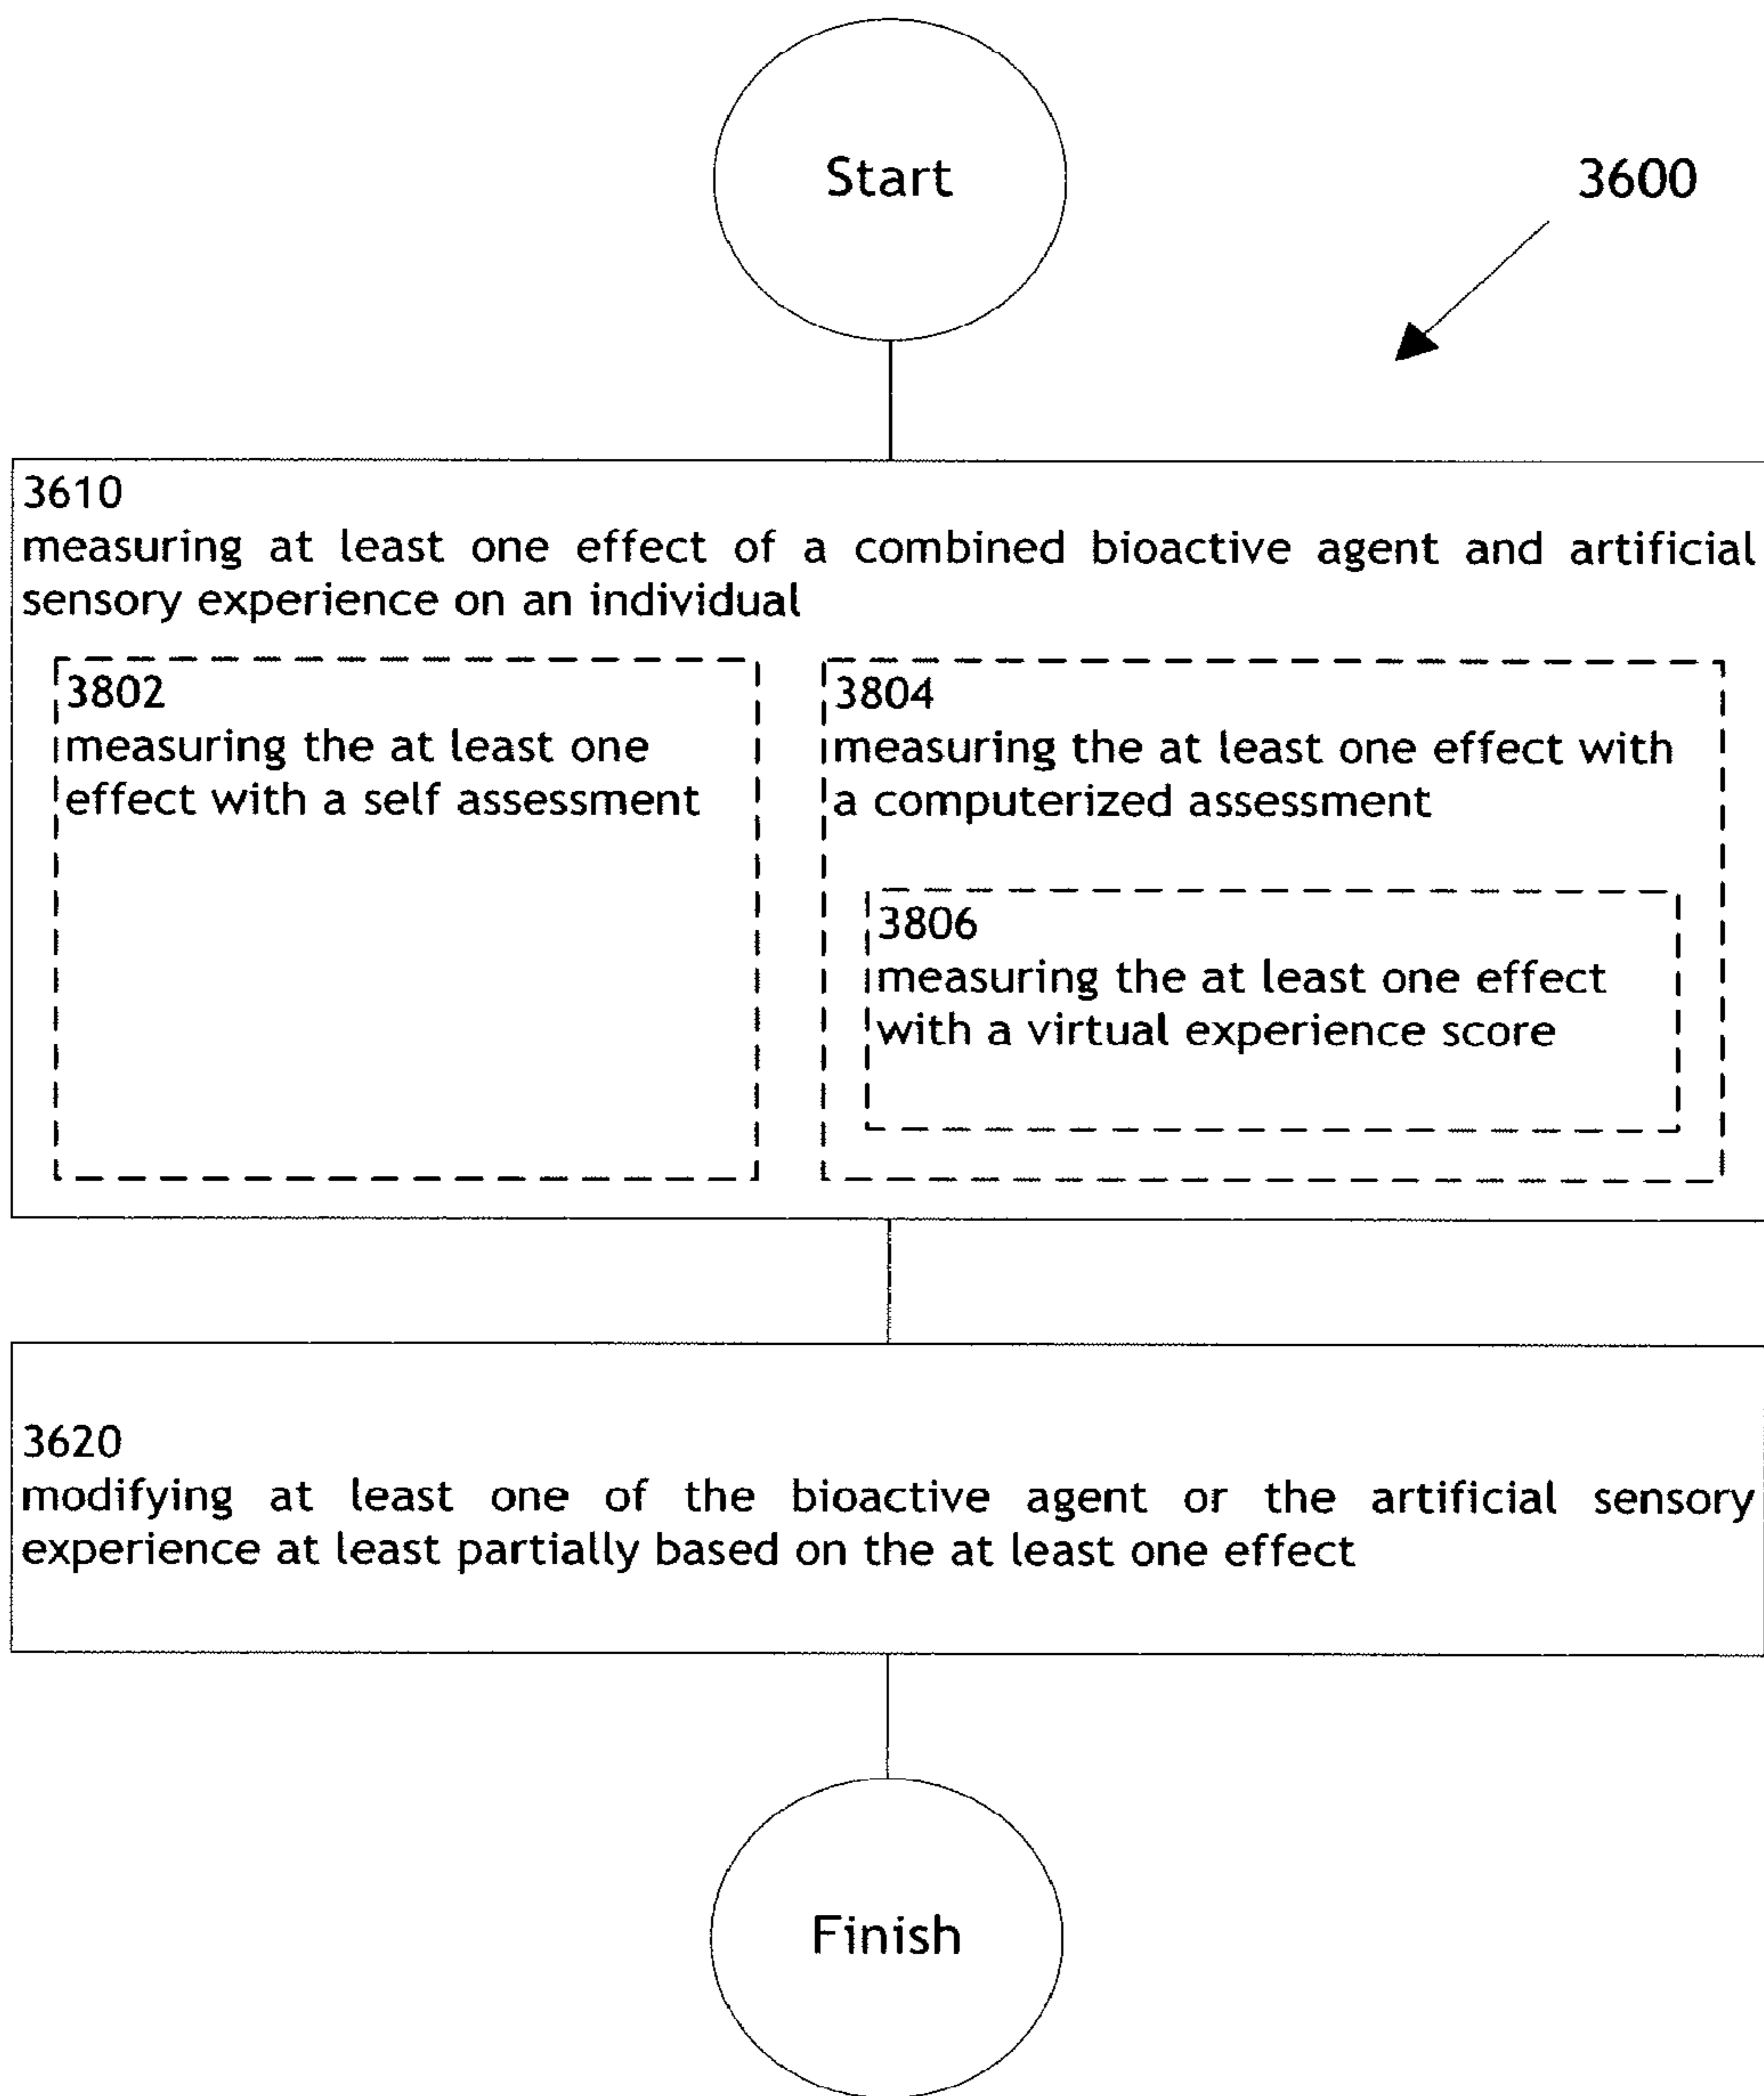 Start
3600
3610
measuring at least one effect of a combined bioactive agent and artificial
sensory experience on an individual
3802
measuring the at least one
effect with a self assessment
3804
measuring the at least one effect with
a computerized assessment
3806
measuring the at least one effect
with a virtual experience score
3620
modifying at least one of the bioactive agent or the artificial sensory
experience at least partially based on the at least one effect
Finish